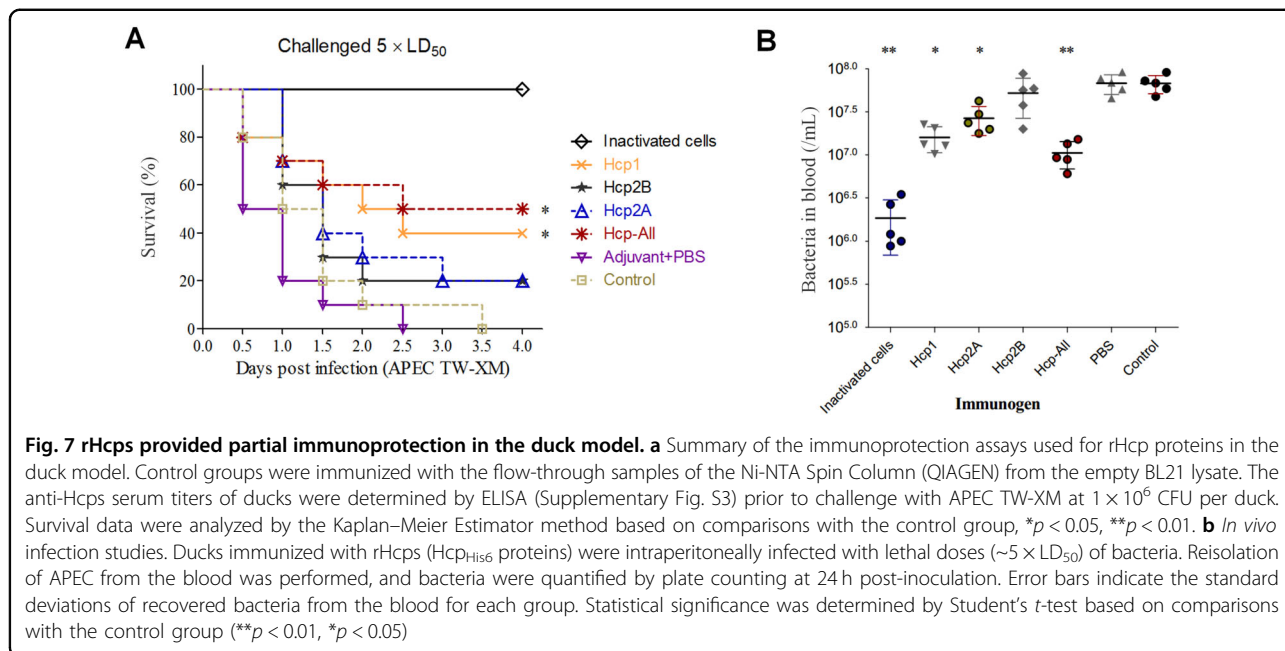 A
Challenged 5 × LD50
Survival (%)
100
80
60
40
20
0
0.0 0.5 1.0 1.5 2.0 2.5 3.0 3.5 4.0
Days post infection (APEC TW-XM)
*
*
Inactivated cells
Hcp1
Hcp2B
Hcp2A
Hcp-All
Adjuvant+PBS
Control
B
** * * **
Bacteria in blood (/mL)
10^8.0
10^7.5
10^7.0
10^6.5
10^6.0
10^5.5
10^5.0
Inactivated cells Hcp1 Hcp2A Hcp2B Hcp-All PBS Control
Immunogen
Fig. 7 rHcps provided partial immunoprotection in the duck model. a Summary of the immunoprotection assays used for rHcp proteins in the
duck model. Control groups were immunized with the flow-through samples of the Ni-NTA Spin Column (QIAGEN) from the empty BL21 lysate. The
anti-Hcps serum titers of ducks were determined by ELISA (Supplementary Fig. S3) prior to challenge with APEC TW-XM at 1 × 10^6 CFU per duck.
Survival data were analyzed by the Kaplan–Meier Estimator method based on comparisons with the control group, *p < 0.05, **p < 0.01. b In vivo
infection studies. Ducks immunized with rHcps (HcpHis6 proteins) were intraperitoneally infected with lethal doses (~5 × LD50) of bacteria. Reisolation
of APEC from the blood was performed, and bacteria were quantified by plate counting at 24 h post-inoculation. Error bars indicate the standard
deviations of recovered bacteria from the blood for each group. Statistical significance was determined by Student's t-test based on comparisons
with the control group (**p < 0.01, *p < 0.05)